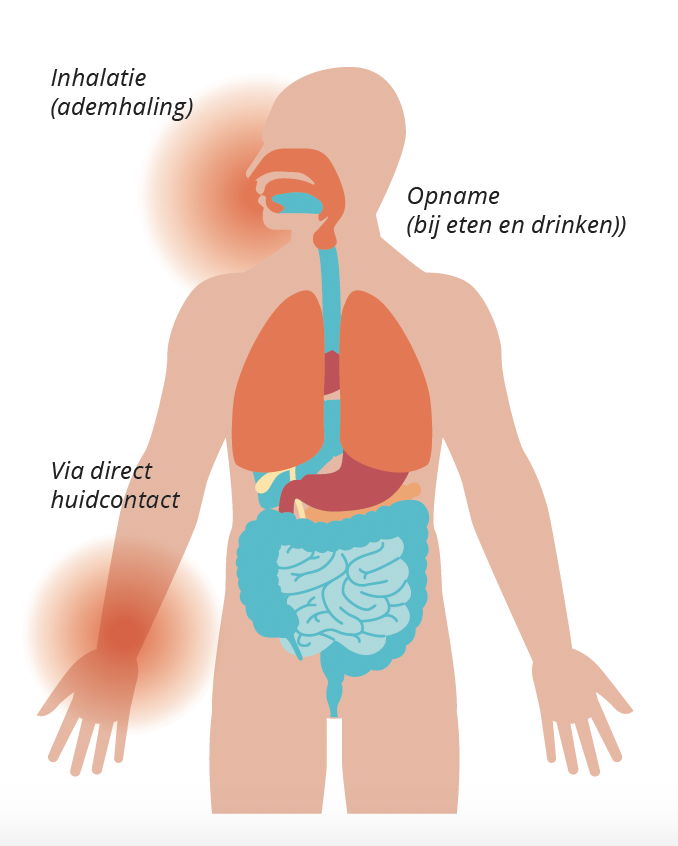 Inhalatie
(ademhaling)
Opname
(bij eten en drinken))
Via direct
huidcontact